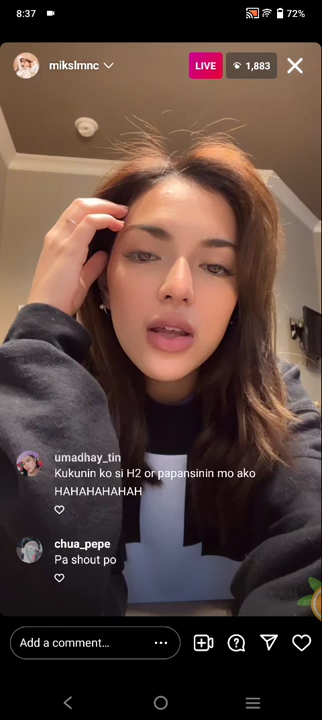 8:37
72%
mikslmnc
LIVE
1,883
umadhay_tin
Kukunin ko si H2 or papansinin mo ako
HAHAHAHAHAH
chua_pepe
Pa shout po
Add a comment...